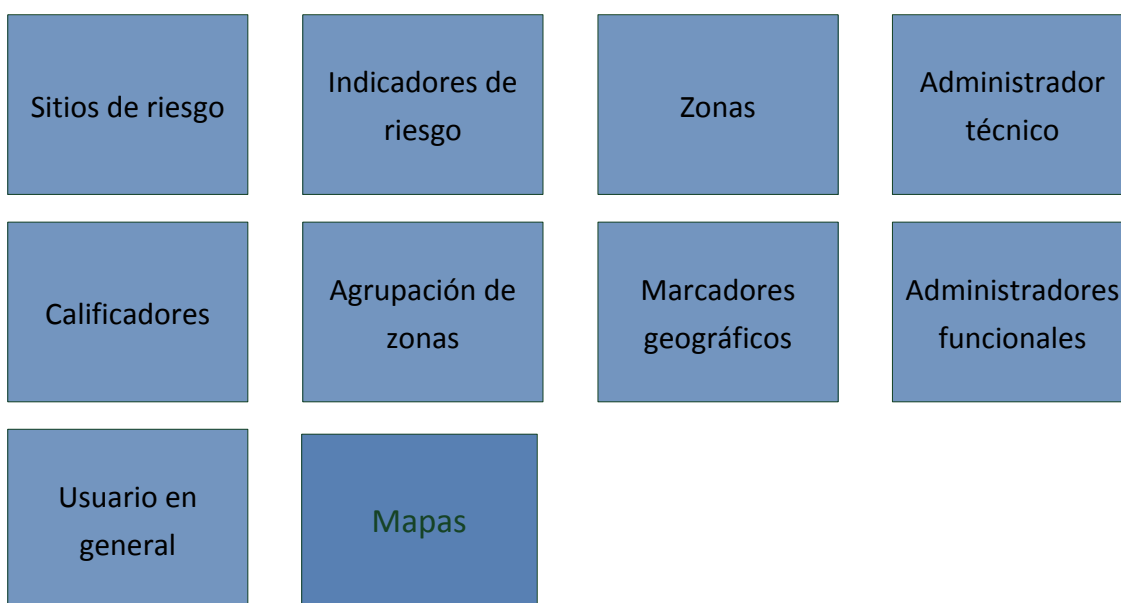 Sitios de riesgo
Indicadores de
riesgo
Zonas
Administrador
técnico
Calificadores
Agrupación de
zonas
Marcadores
geográficos
Administradores
funcionales
Usuario en
general
Mapas